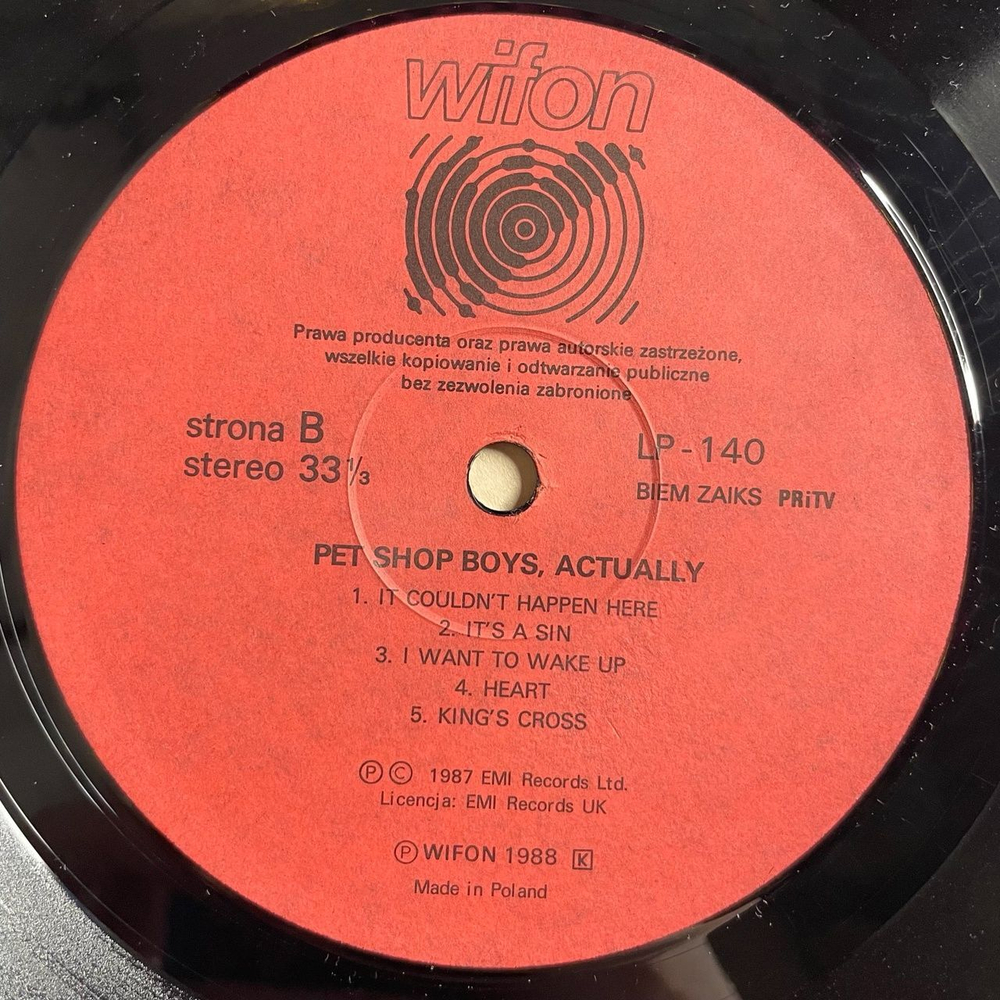 wifon
Prawa producenta oraz prawa autorskie zastrzeżone,
wszelkie kopiowanie i odtwarzanie publiczne
bez zezwolenia zabronione
strona B
stereo 33⅓
LP - 140
BIEM ZAIKS PRiTV
PET SHOP BOYS, ACTUALLY
1. IT COULDN'T HAPPEN HERE
2. IT'S A SIN
3. I WANT TO WAKE UP
4. HEART
5. KING'S CROSS
Ⓟ © 1987 EMI Records Ltd.
Licencja: EMI Records UK
Ⓟ WIFON 1988 K
Made in Poland